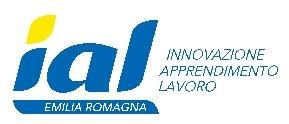 ial
INNOVAZIONE
APPRENDIMENTO
LAVORO
EMILIA ROMAGNA